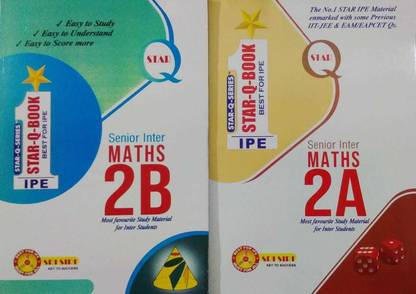 ✓ Easy to Study
✓ Easy to Understand
✓ Easy to Score more
STAR
Q
STAR-Q-SERIES
STAR-Q-BOOK
BEST FOR IPE
1
IPE
Senior Inter
MATHS
2B
Most favourite Study Material
for Inter Students
SRI SIRI
KEY TO SUCCESS
The No.1 STAR IPE Material
enmarked with some Previous
IIT-JEE & EAM/EAPCET Qs.
STAR
Q
STAR-Q-SERIES
STAR-Q-BOOK
BEST FOR IPE
1
IPE
Senior Inter
MATHS
2A
Most favourite Study Material
for Inter Students
SRI SIRI
KEY TO SUCCESS